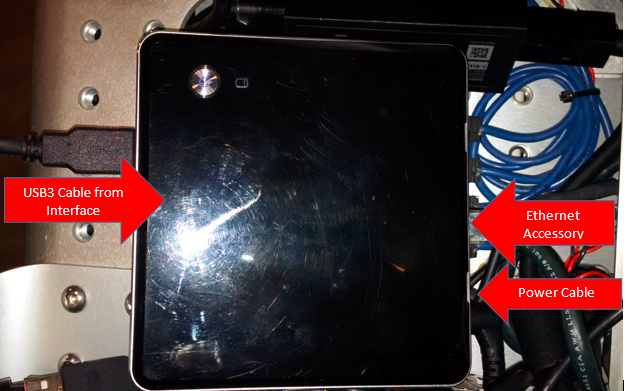 USB3 Cable from
Interface
Ethernet
Accessory
Power Cable